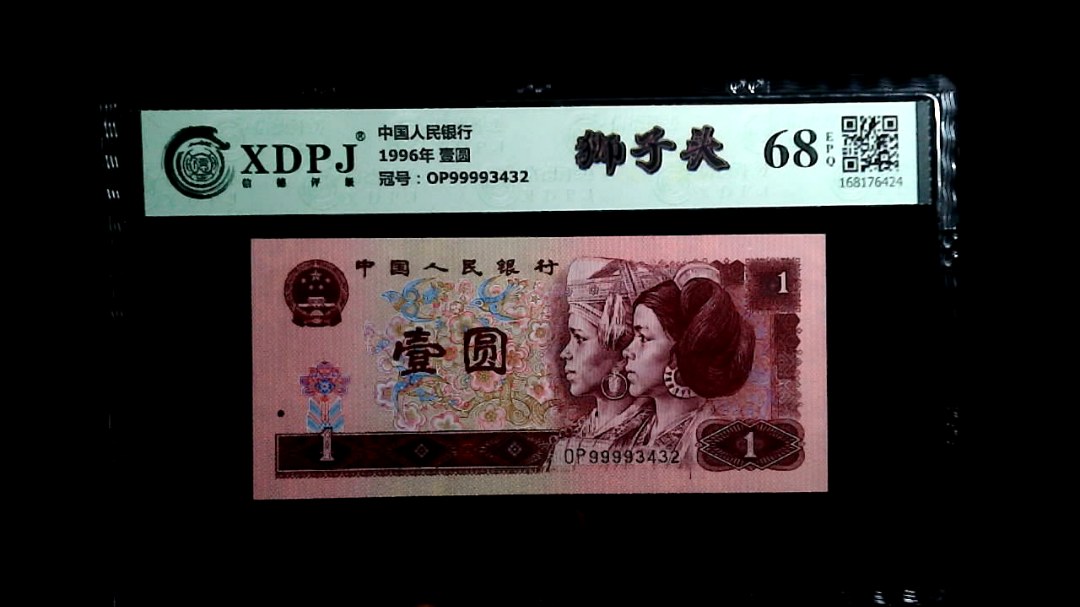 XDPJ®
信德评级
中国人民银行
1996年 壹圆
冠号：OP99993432
狮子头
68
EPQ
168176424
中国人民银行
1
壹圆
1
OP99993432
1